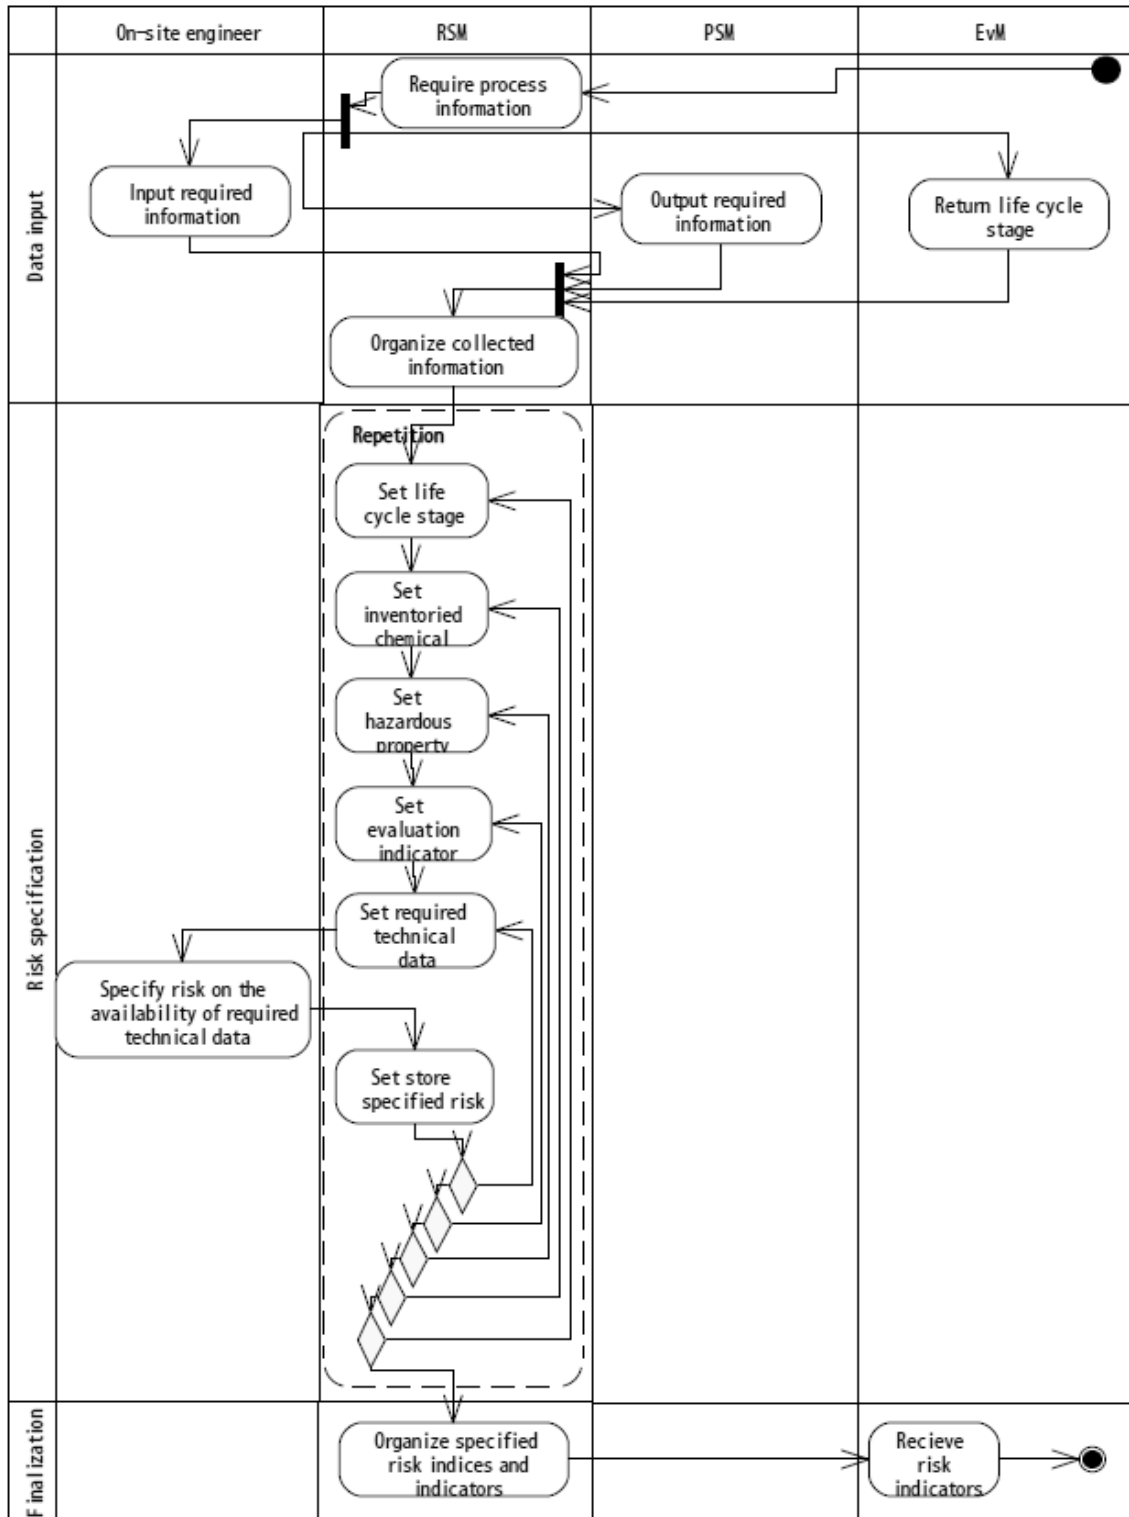 On-site engineer
RSM
PSM
EvM
Data input
Require process
information
Input required
information
Output required
information
Return life cycle
stage
Organize collected
information
Risk specification
Repetition
Set life
cycle stage
Set
inventoried
chemical
Set
hazardous
property
Set
evaluation
indicator
Set required
technical
data
Specify risk on the
availability of required
technical data
Set store
specified risk
Finalization
Organize specified
risk indices and
indicators
Recieve
risk
indicators